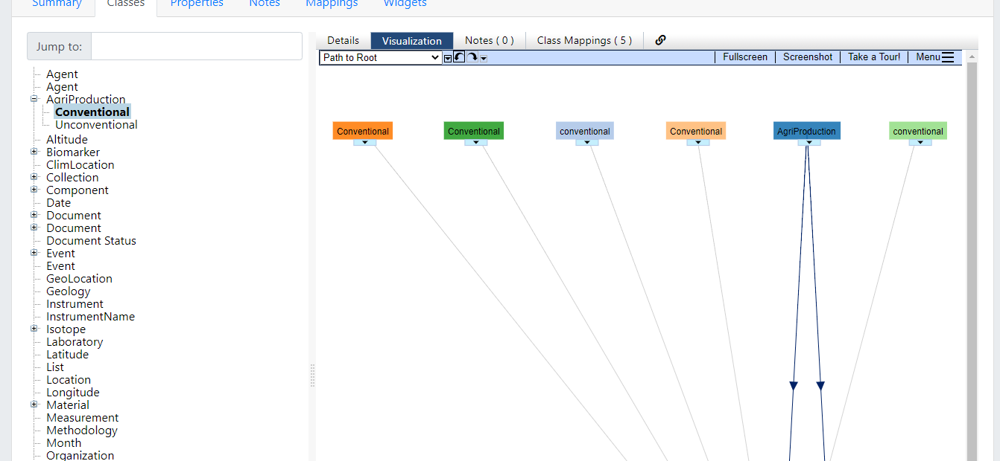 Summary Classes Properties Notes Mappings Widgets
Jump to:
Agent
Agent
AgriProduction
Conventional
Unconventional
Altitude
Biomarker
ClimLocation
Collection
Component
Date
Document
Document
Document Status
Event
Event
GeoLocation
Geology
Instrument
InstrumentName
Isotope
Laboratory
Latitude
List
Location
Longitude
Material
Measurement
Methodology
Month
Organization
Details Visualization Notes ( 0 ) Class Mappings ( 5 )
Path to Root Fullscreen Screenshot Take a Tour! Menu
Conventional Conventional conventional Conventional AgriProduction conventional